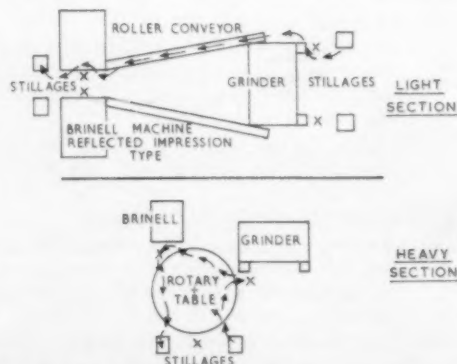 ROLLER CONVEYOR
STILLAGES
GRINDER
STILLAGES
LIGHT
SECTION
BRINELL MACHINE
REFLECTED IMPRESSION
TYPE
BRINELL
GRINDER
HEAVY
SECTION
ROTARY
TABLE
STILLAGES